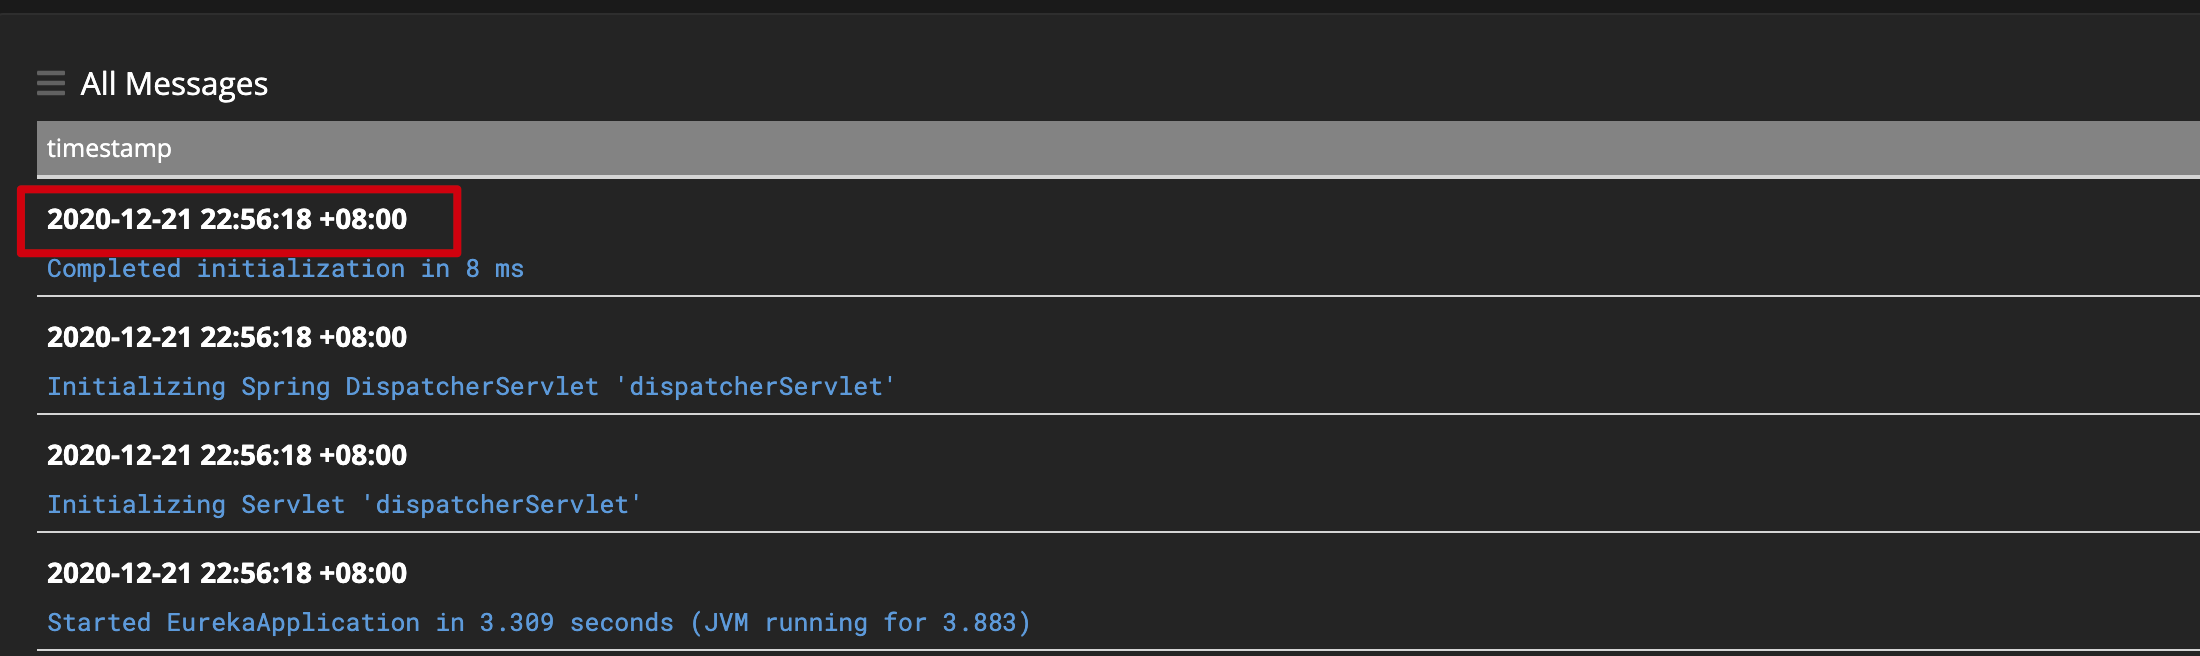 All Messages
timestamp
2020-12-21 22:56:18 +08:00
Completed initialization in 8 ms
2020-12-21 22:56:18 +08:00
Initializing Spring DispatcherServlet 'dispatcherServlet'
2020-12-21 22:56:18 +08:00
Initializing Servlet 'dispatcherServlet'
2020-12-21 22:56:18 +08:00
Started EurekaApplication in 3.309 seconds (JVM running for 3.883)